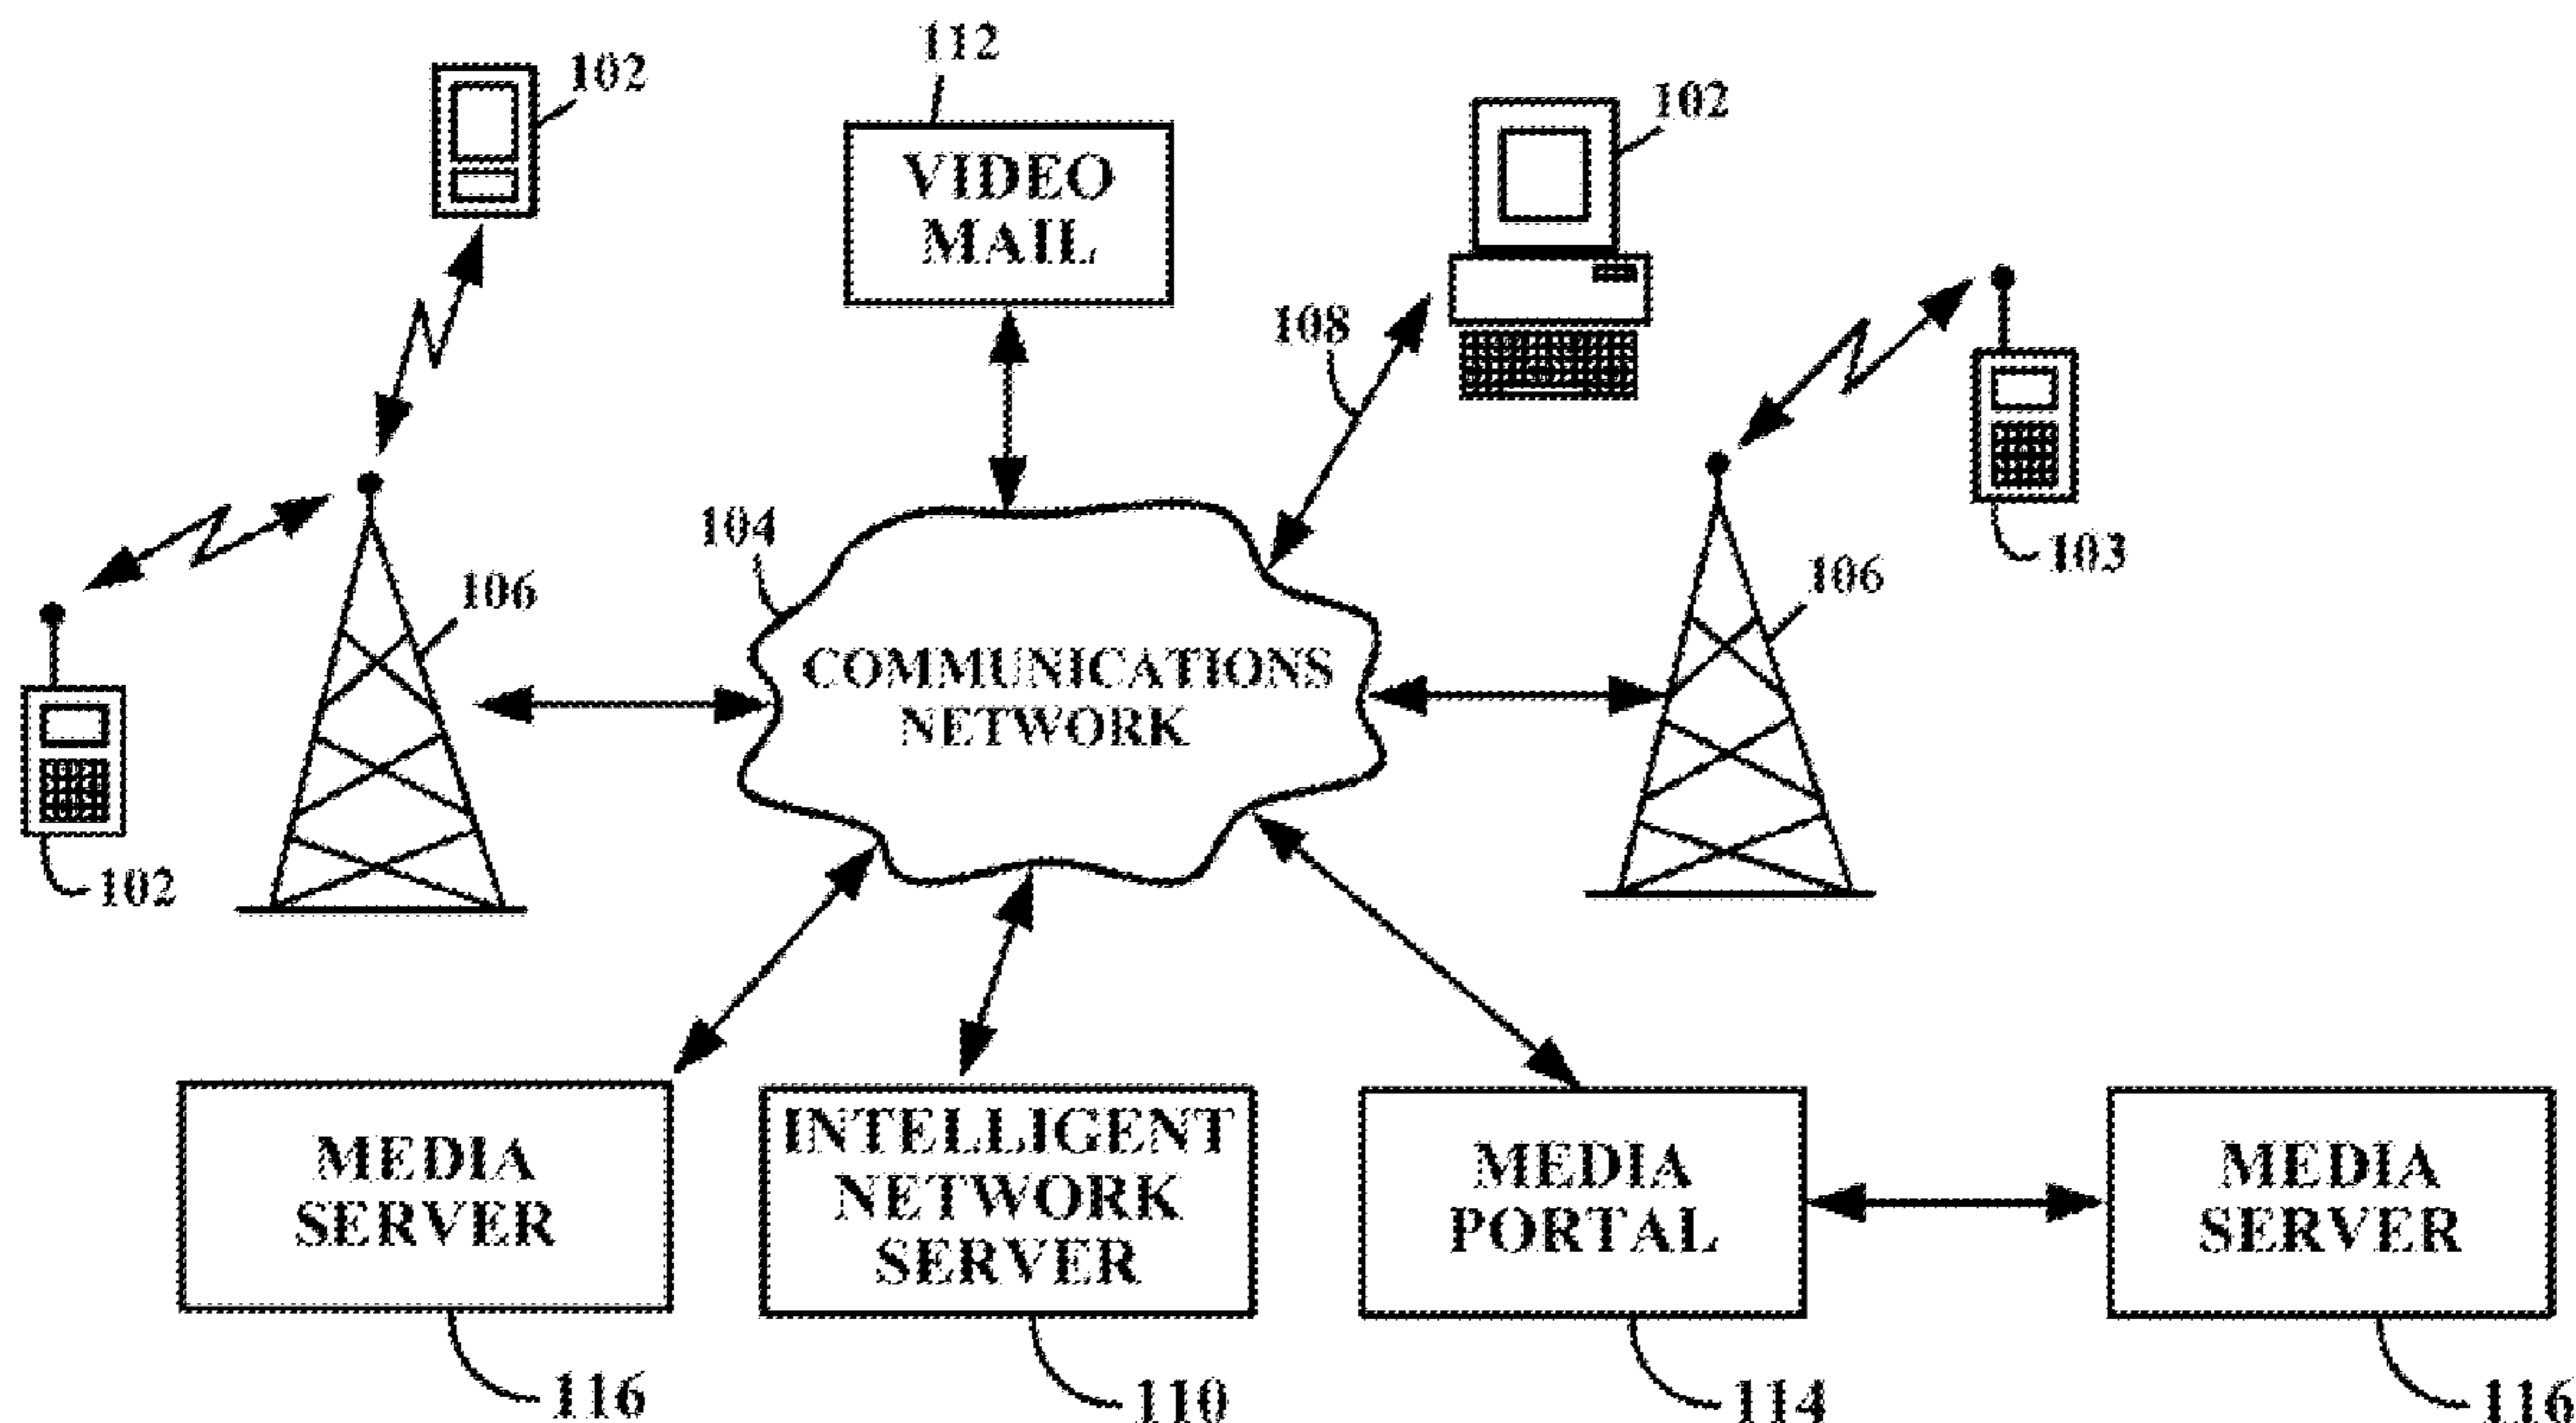 112
102
102
VIDEO
MAIL
108
104
103
106
106
COMMUNICATIONS
NETWORK
102
MEDIA
SERVER
INTELLIGENT
NETWORK
SERVER
MEDIA
PORTAL
MEDIA
SERVER
116
110
114
116